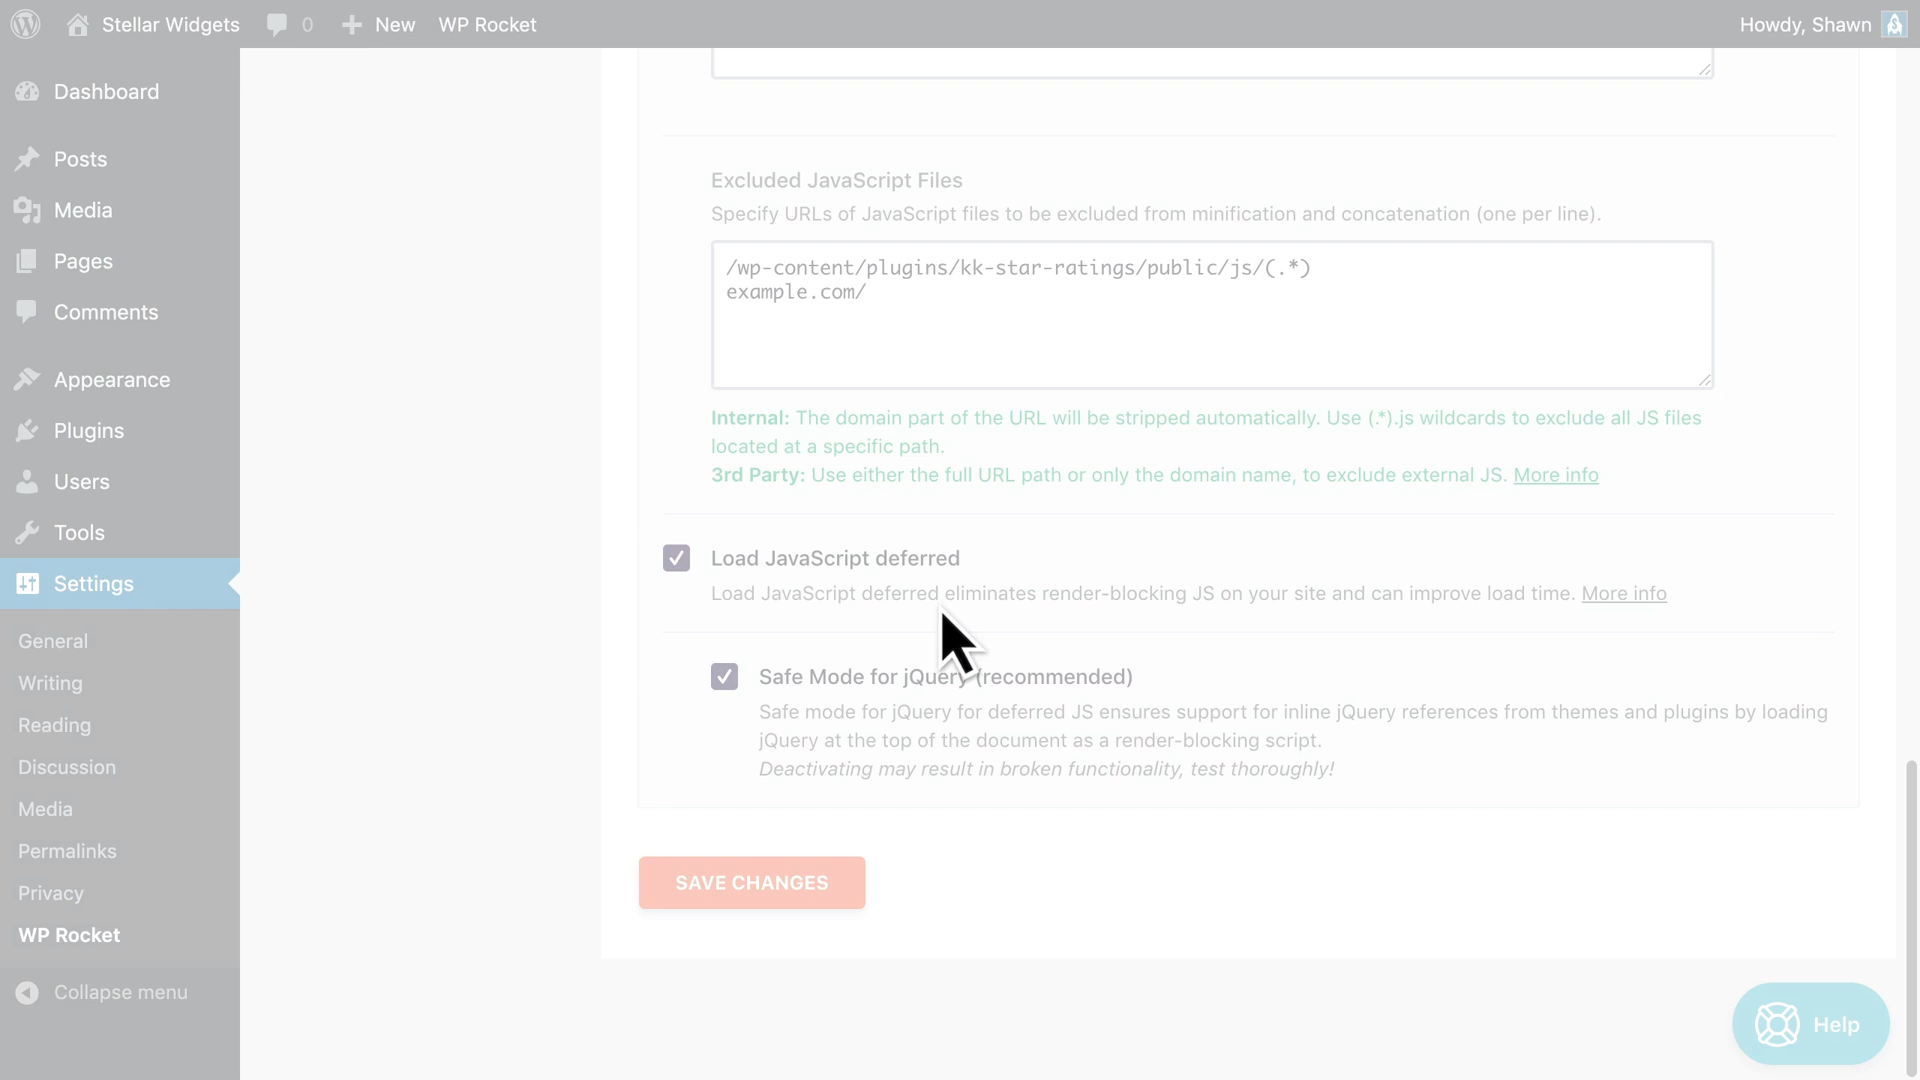 Stellar Widgets
0
New
WP Rocket
Howdy, Shawn
Dashboard
Posts
Media
Pages
Comments
Appearance
Plugins
Users
Tools
Settings
General
Writing
Reading
Discussion
Media
Permalinks
Privacy
WP Rocket
Collapse menu
Excluded JavaScript Files
Specify URLs of JavaScript files to be excluded from minification and concatenation (one per line).
/wp-content/plugins/kk-star-ratings/public/js/(.*)
example.com/
Internal: The domain part of the URL will be stripped automatically. Use (.*).js wildcards to exclude all JS files
located at a specific path.
3rd Party: Use either the full URL path or only the domain name, to exclude external JS. More info
Load JavaScript deferred
Load JavaScript deferred eliminates render-blocking JS on your site and can improve load time. More info
Safe Mode for jQuery (recommended)
Safe mode for jQuery for deferred JS ensures support for inline jQuery references from themes and plugins by loading
jQuery at the top of the document as a render-blocking script.
Deactivating may result in broken functionality, test thoroughly!
SAVE CHANGES
Help